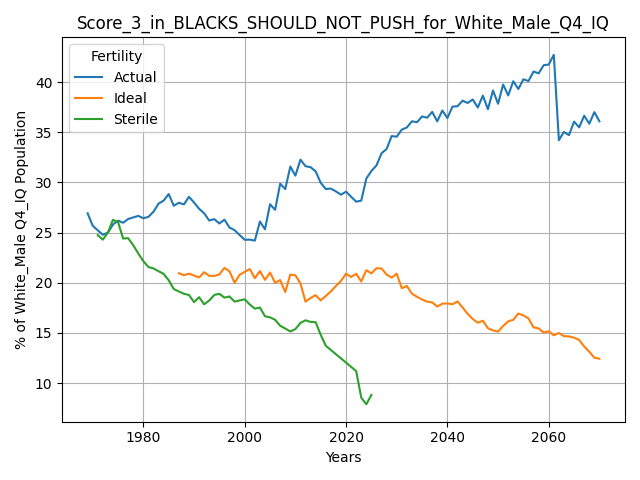 Score_3_in_BLACKS_SHOULD_NOT_PUSH_for_White_Male_Q4_IQ
Fertility
Actual
Ideal
Sterile
% of White_Male Q4_IQ Population
40
35
30
25
20
15
10
1980
2000
2020
2040
2060
Years